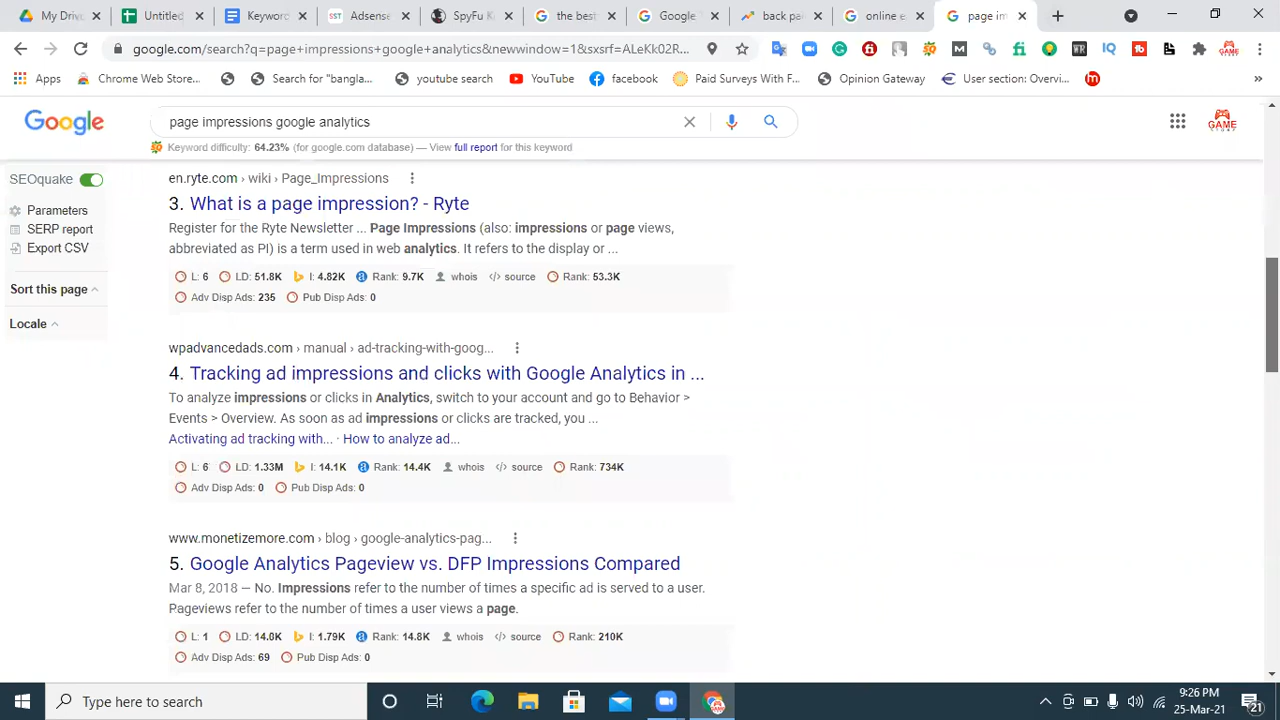 My Driv
Untitled
Keyword
SST Adsense
SpyFu K
the best
Google T
back pa
online e
page im
google.com/search?q=page+impressions+google+analytics&newwindow=1&sxsrf=ALeKk02R...
Apps
Chrome Web Store...
Search for "bangla...
youtube search
YouTube
facebook
Paid Surveys With F...
Opinion Gateway
User section: Overvi...
»
Google
page impressions google analytics
Keyword difficulty: 64.23% (for google.com database) — View full report for this keyword
GAME
SEOquake
Parameters
SERP report
Export CSV
Sort this page
Locale
en.ryte.com › wiki › Page_Impressions
3. What is a page impression? - Ryte
Register for the Ryte Newsletter ... Page Impressions (also: impressions or page views,
abbreviated as PI) is a term used in web analytics. It refers to the display or ...
L: 6 LD: 51.8K I: 4.82K Rank: 9.7K whois </> source Rank: 53.3K
Adv Disp Ads: 235 Pub Disp Ads: 0
wpadvancedads.com › manual › ad-tracking-with-goog...
4. Tracking ad impressions and clicks with Google Analytics in ...
To analyze impressions or clicks in Analytics, switch to your account and go to Behavior >
Events > Overview. As soon as ad impressions or clicks are tracked, you ...
Activating ad tracking with... · How to analyze ad...
L: 6 LD: 1.33M I: 14.1K Rank: 14.4K whois </> source Rank: 734K
Adv Disp Ads: 0 Pub Disp Ads: 0
www.monetizemore.com › blog › google-analytics-pag...
5. Google Analytics Pageview vs. DFP Impressions Compared
Mar 8, 2018 — No. Impressions refer to the number of times a specific ad is served to a user.
Pageviews refer to the number of times a user views a page.
L: 1 LD: 14.8K I: 1.79K Rank: 14.8K whois </> source Rank: 210K
Adv Disp Ads: 69 Pub Disp Ads: 0
Type here to search
9:26 PM
25-Mar-21
21